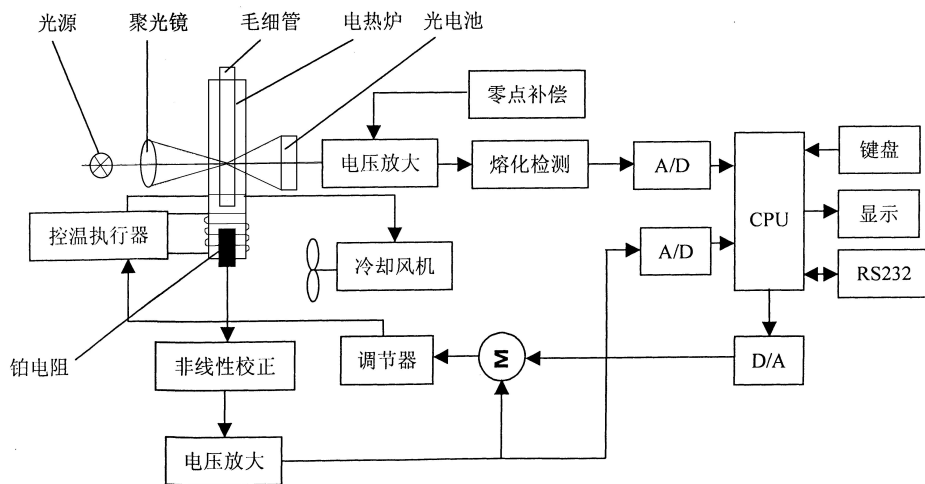 光源
聚光镜
毛细管
电热炉
光电池
零点补偿
电压放大
熔化检测
A/D
CPU
键盘
显示
RS232
控温执行器
冷却风机
A/D
铂电阻
非线性校正
调节器
Σ
D/A
电压放大